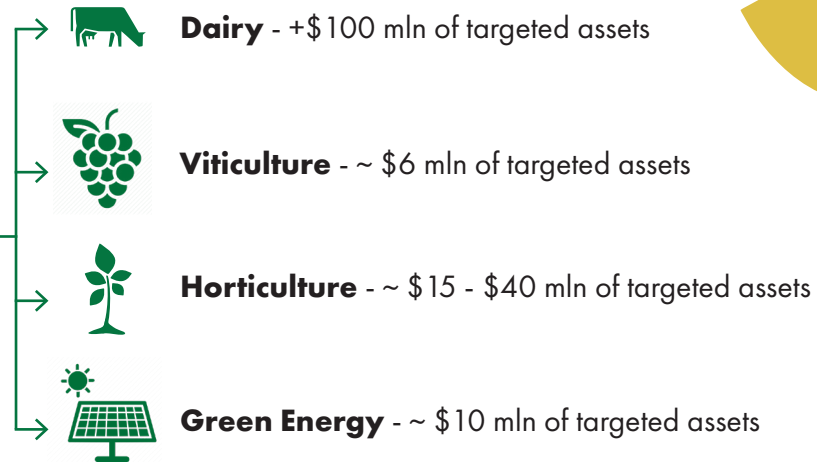 Dairy - +$100 mln of targeted assets
Viticulture - ~ $6 mln of targeted assets
Horticulture - ~ $15 - $40 mln of targeted assets
Green Energy - ~ $10 mln of targeted assets